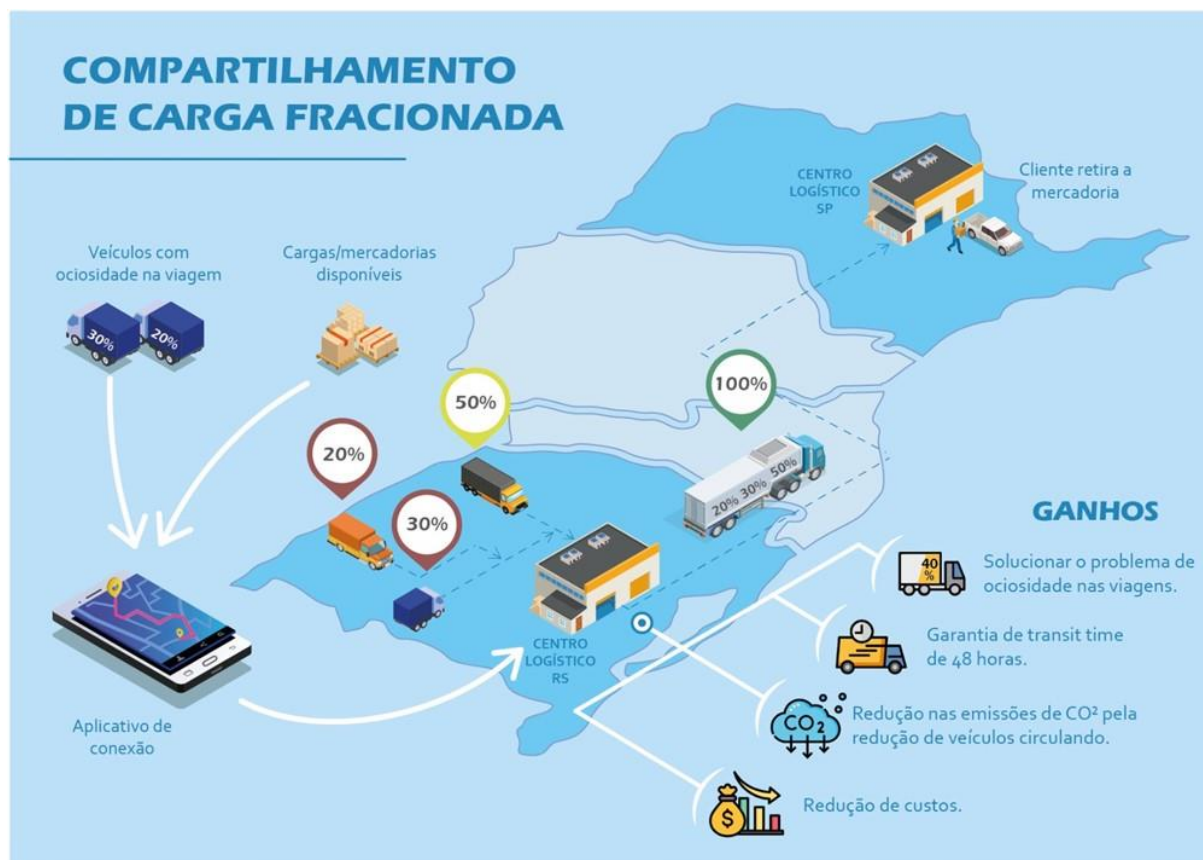 COMPARTILHAMENTO
DE CARGA FRACIONADA
CENTRO
LOGÍSTICO
SP
Cliente retira a
mercadoria
Veículos com
ociosidade na viagem
Cargas/mercadorias
disponíveis
30%
20%
100%
50%
20%
30%
20% 30% 50%
CENTRO
LOGÍSTICO
RS
Aplicativo de
conexão
GANHOS
40
%
Solucionar o problema de
ociosidade nas viagens.
Garantia de transit time
de 48 horas.
CO₂
Redução nas emissões de CO² pela
redução de veículos circulando.
$
Redução de custos.